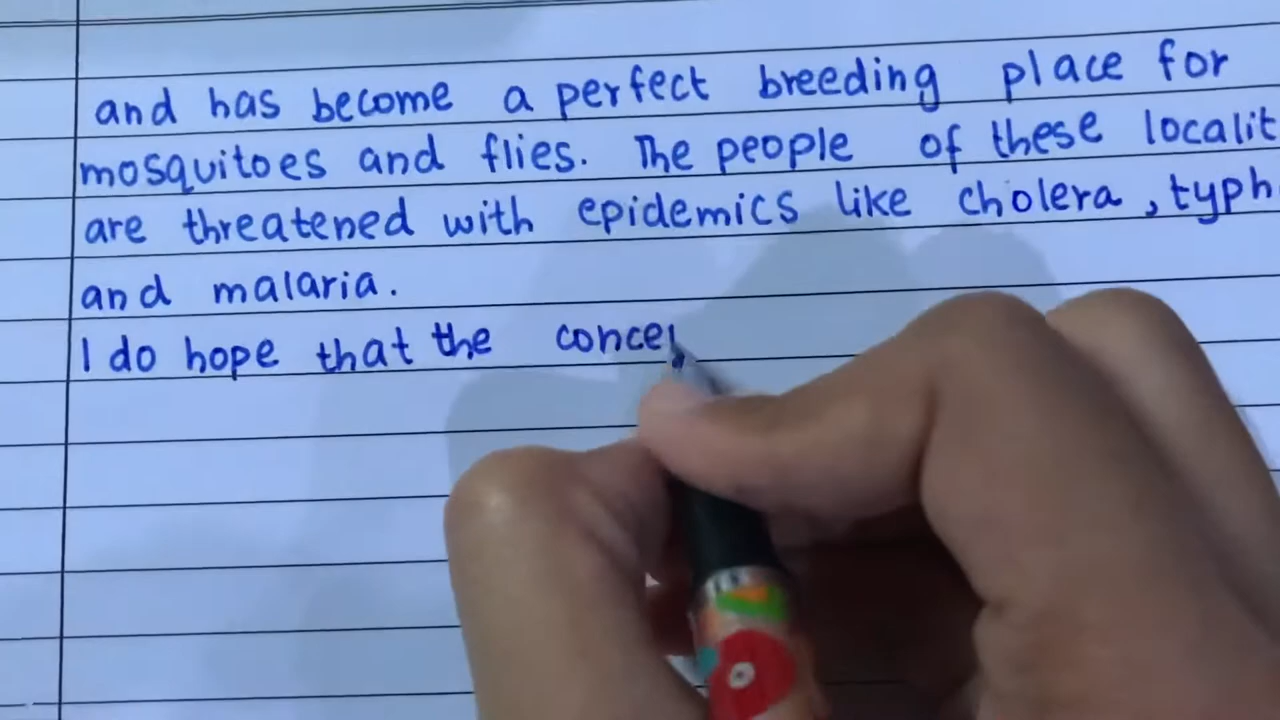 and has become a perfect breeding place for
mosquitoes and flies. The people of these localit
are threatened with epidemics like cholera, typh
and malaria.
I do hope that the conce